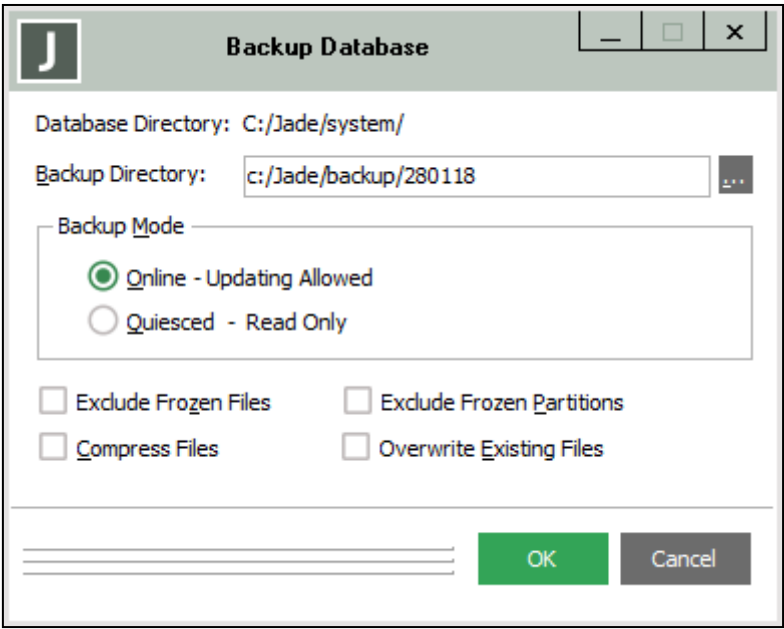 J
Backup Database
Database Directory: C:/Jade/system/
Backup Directory: c:/Jade/backup/280118 ...
Backup Mode
Online - Updating Allowed
Quiesced - Read Only
Exclude Frozen Files Exclude Frozen Partitions
Compress Files Overwrite Existing Files
OK Cancel